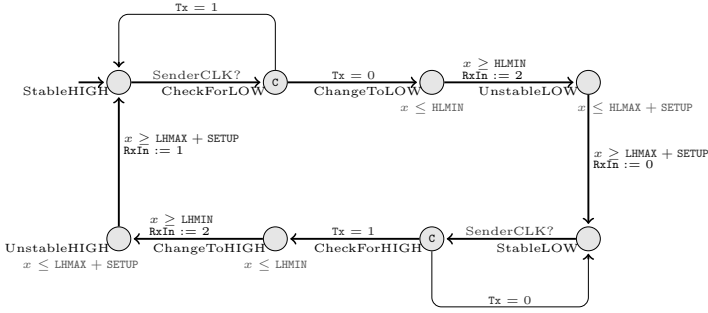 Tx = 1
SenderCLK?
C
Tx = 0
x ≥ HLMIN
RxIn := 2
StableHIGH
CheckForLOW
ChangeToLOW
UnstableLOW
x ≤ HLMIN
x ≤ HLMAX + SETUP
x ≥ LHMAX + SETUP
RxIn := 1
x ≥ LHMAX + SETUP
RxIn := 0
x ≥ LHMIN
RxIn := 2
Tx = 1
C
SenderCLK?
UnstableHIGH
ChangeToHIGH
CheckForHIGH
StableLOW
x ≤ LHMAX + SETUP
x ≤ LHMIN
Tx = 0